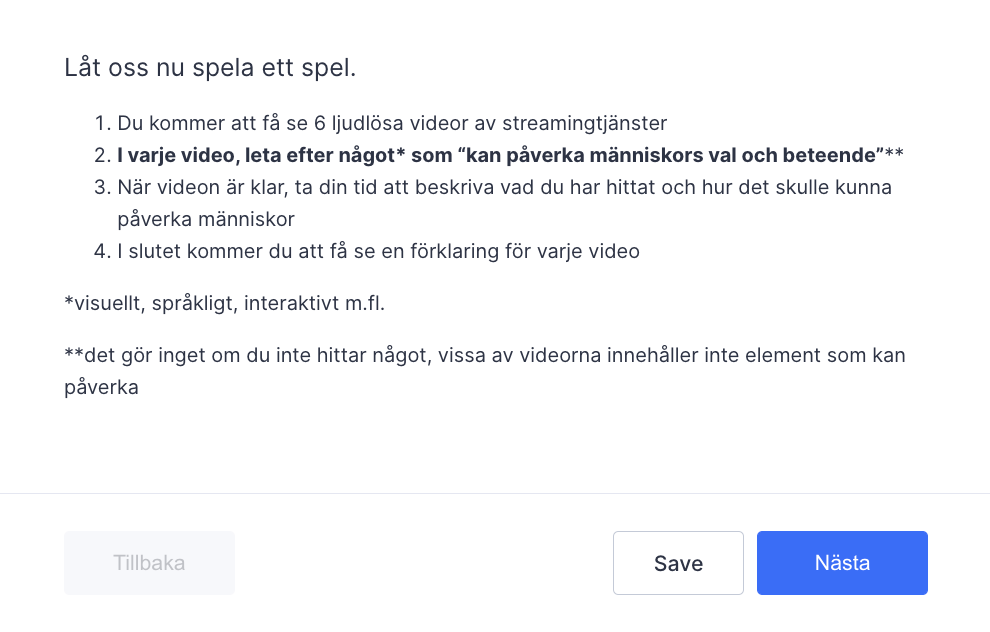 Låt oss nu spela ett spel.
1. Du kommer att få se 6 ljudlösa videor av streamingtjänster
2. I varje video, leta efter något* som “kan påverka människors val och beteende”**
3. När videon är klar, ta din tid att beskriva vad du har hittat och hur det skulle kunna
påverka människor
4. I slutet kommer du att få se en förklaring för varje video
*visuellt, språkligt, interaktivt m.fl.
**det gör inget om du inte hittar något, vissa av videorna innehåller inte element som kan
påverka
Tillbaka
Save
Nästa